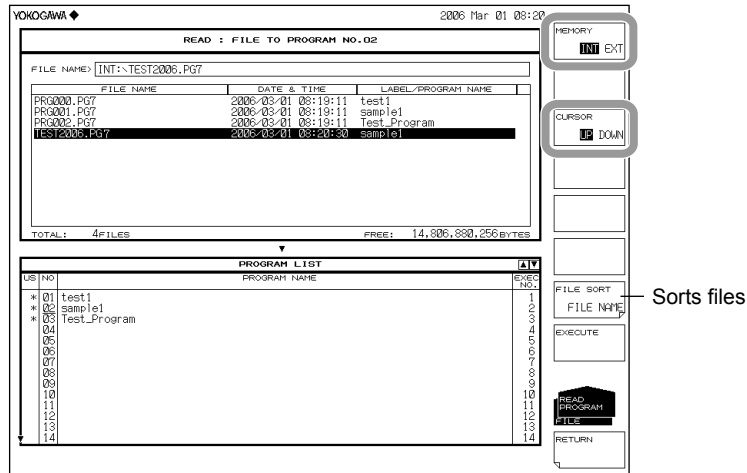 YOKOGAWA ◆ 2006 Mar 01 08:20
READ : FILE TO PROGRAM NO.02
FILE NAME> INT:\TEST2006.PG7
FILE NAME DATE & TIME LABEL/PROGRAM NAME
PRG000.PG7 2006/03/01 08:19:11 test1
PRG001.PG7 2006/03/01 08:19:11 sample1
PRG002.PG7 2006/03/01 08:19:11 Test_Program
TEST2006.PG7 2006/03/01 08:20:30 sample1
TOTAL: 4FILES FREE: 14,806,880,256BYTES
PROGRAM LIST
US NO PROGRAM NAME EXEC NO.
* 01 test1 1
* 02 sample1 2
* 03 Test_Program 3
04 4
05 5
06 6
07 7
08 8
09 9
10 10
11 11
12 12
13 13
14 14
MEMORY
INT EXT
CURSOR
UP DOWN
FILE SORT
FILE NAME
Sorts files
EXECUTE
READ
PROGRAM
FILE
RETURN